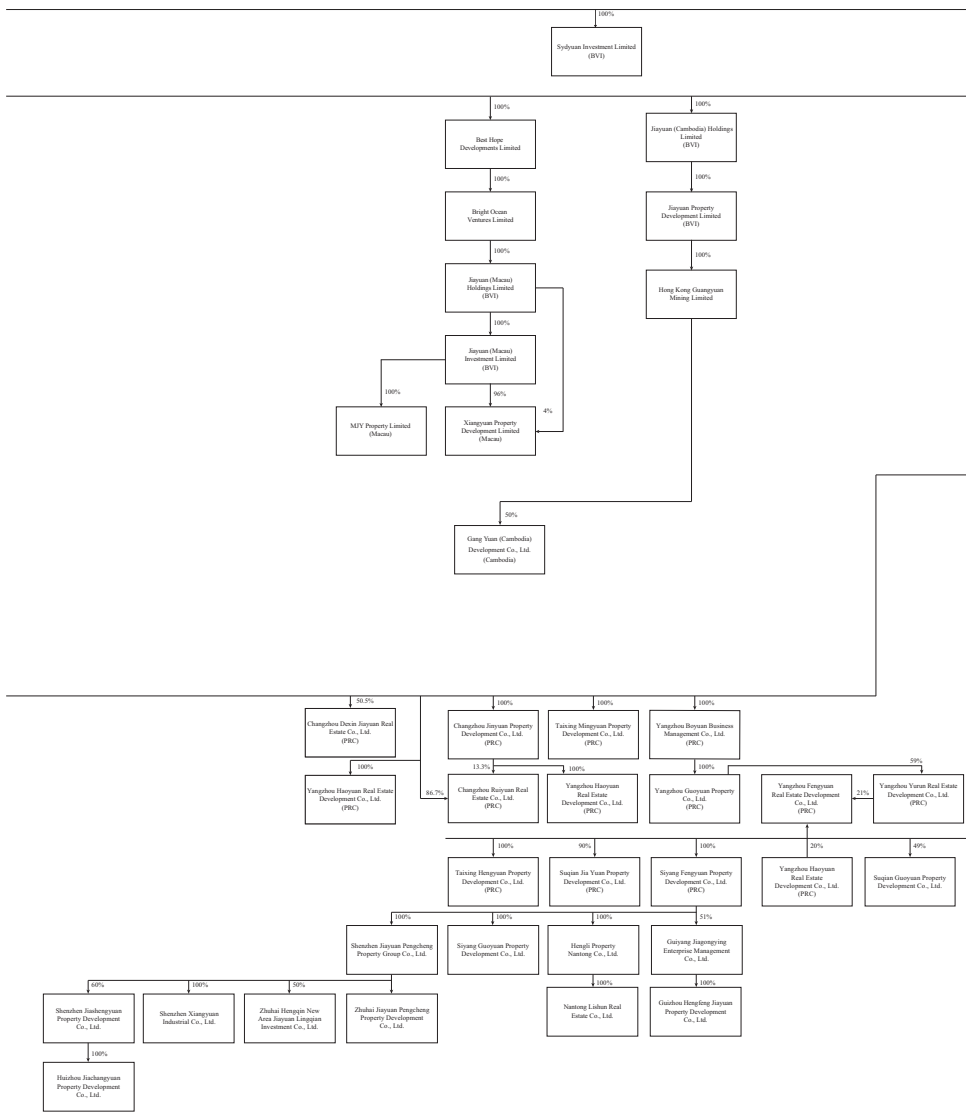 100%
Sydyuan Investment Limited
(BVI)
100%
100%
Best Hope
Developments Limited
Jiayuan (Cambodia) Holdings
Limited
(BVI)
100%
100%
Bright Ocean
Ventures Limited
Jiayuan Property
Development Limited
(BVI)
100%
100%
Jiayuan (Macau)
Holdings Limited
(BVI)
Hong Kong Guangyuan
Mining Limited
100%
Jiayuan (Macau)
Investment Limited
(BVI)
100%
96%
4%
MJY Property Limited
(Macau)
Xiangyuan Property
Development Limited
(Macau)
50%
Gang Yuan (Cambodia)
Development Co., Ltd.
(Cambodia)
50.5%
100%
100%
100%
Changzhou Dexin Jinyuan Real
Estate Co., Ltd.
(PRC)
Changzhou Jinyuan Property
Development Co., Ltd.
(PRC)
Taixing Mingyuan Property
Development Co., Ltd.
(PRC)
Yangzhou Boyuan Business
Management Co., Ltd.
(PRC)
100%
13.3%
100%
100%
59%
Yangzhou Haoyuan Real Estate
Development Co., Ltd.
(PRC)
86.7%
Changzhou Ruiyuan Real
Estate Co., Ltd.
(PRC)
Yangzhou Haoyuan
Real Estate
Development Co., Ltd.
(PRC)
Yangzhou Guoyuan Property
Co., Ltd.
(PRC)
Yangzhou Fengyuan
Real Estate Development
Co., Ltd.
(PRC)
21%
Yangzhou Yurun Real Estate
Development Co., Ltd.
(PRC)
100%
90%
100%
20%
49%
Taixing Hengyuan Property
Development Co., Ltd.
(PRC)
Suqian Jia Yuan Property
Development Co., Ltd.
(PRC)
Siyang Fengyuan Property
Development Co., Ltd.
(PRC)
Yangzhou Haoyuan
Real Estate
Development Co., Ltd.
(PRC)
Suqian Guoyuan Property
Development Co., Ltd.
100%
100%
100%
51%
Shenzhen Jiayuan Pengcheng
Property Group Co., Ltd.
Siyang Guoyuan Property
Development Co., Ltd.
Hengli Property
Nantong Co., Ltd.
Guiyang Jiagongying
Enterprise Management
Co., Ltd.
60%
100%
50%
100%
100%
Shenzhen Jiashengyuan
Property Development
Co., Ltd.
Shenzhen Xiangyuan
Industrial Co., Ltd.
Zhuhai Hengqin New
Area Jiayuan Lingqian
Investment Co., Ltd.
Zhuhai Jiayuan Pengcheng
Property Development
Co., Ltd.
Nantong Lishun Real
Estate Co., Ltd.
Guizhou Hengfeng Jiayuan
Property Development
Co., Ltd.
100%
Huizhou Jiachangyuan
Property Development
Co., Ltd.